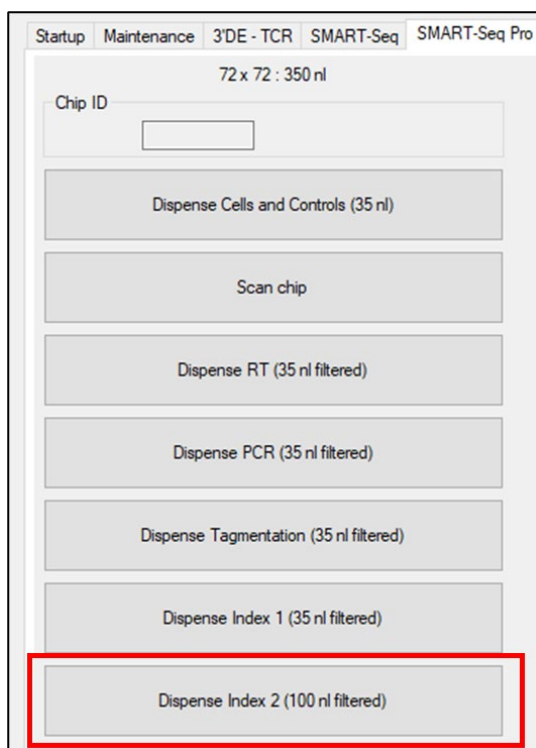 Startup Maintenance 3'DE - TCR SMART-Seq SMART-Seq Pro
72 x 72 : 350 nl
Chip ID
Dispense Cells and Controls (35 nl)
Scan chip
Dispense RT (35 nl filtered)
Dispense PCR (35 nl filtered)
Dispense Tagmentation (35 nl filtered)
Dispense Index 1 (35 nl filtered)
Dispense Index 2 (100 nl filtered)